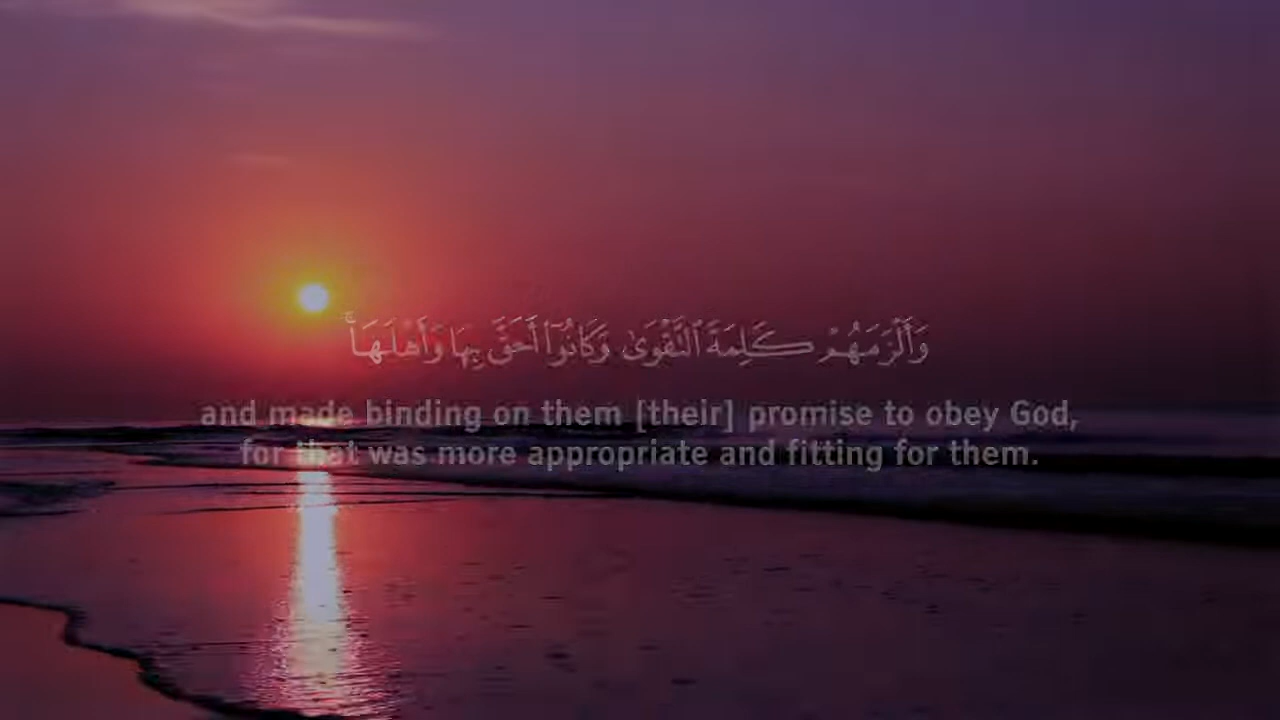 وَأَلْزَمَهُمْ كَلِمَةَ ٱلتَّقْوَىٰ وَكَانُوٓا۟ أَحَقَّ بِهَا وَأَهْلَهَا ۚ
and made binding on them [their] promise to obey God,
for that was more appropriate and fitting for them.